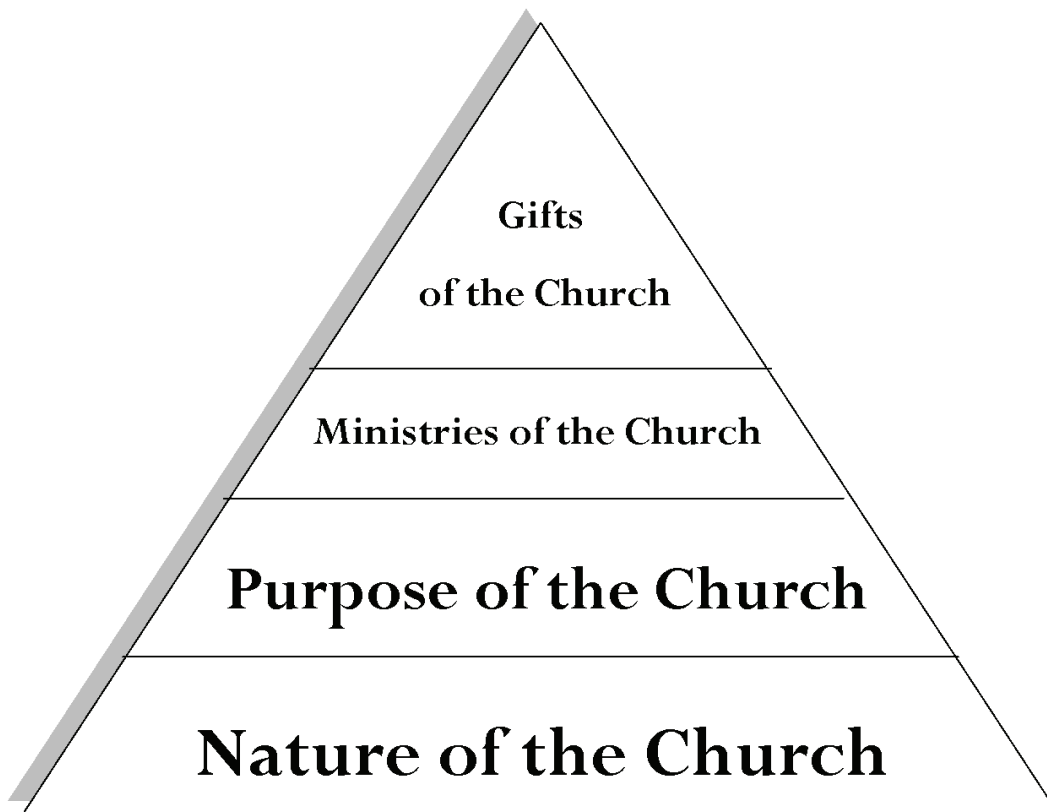 Gifts
of the Church
Ministries of the Church
Purpose of the Church
Nature of the Church